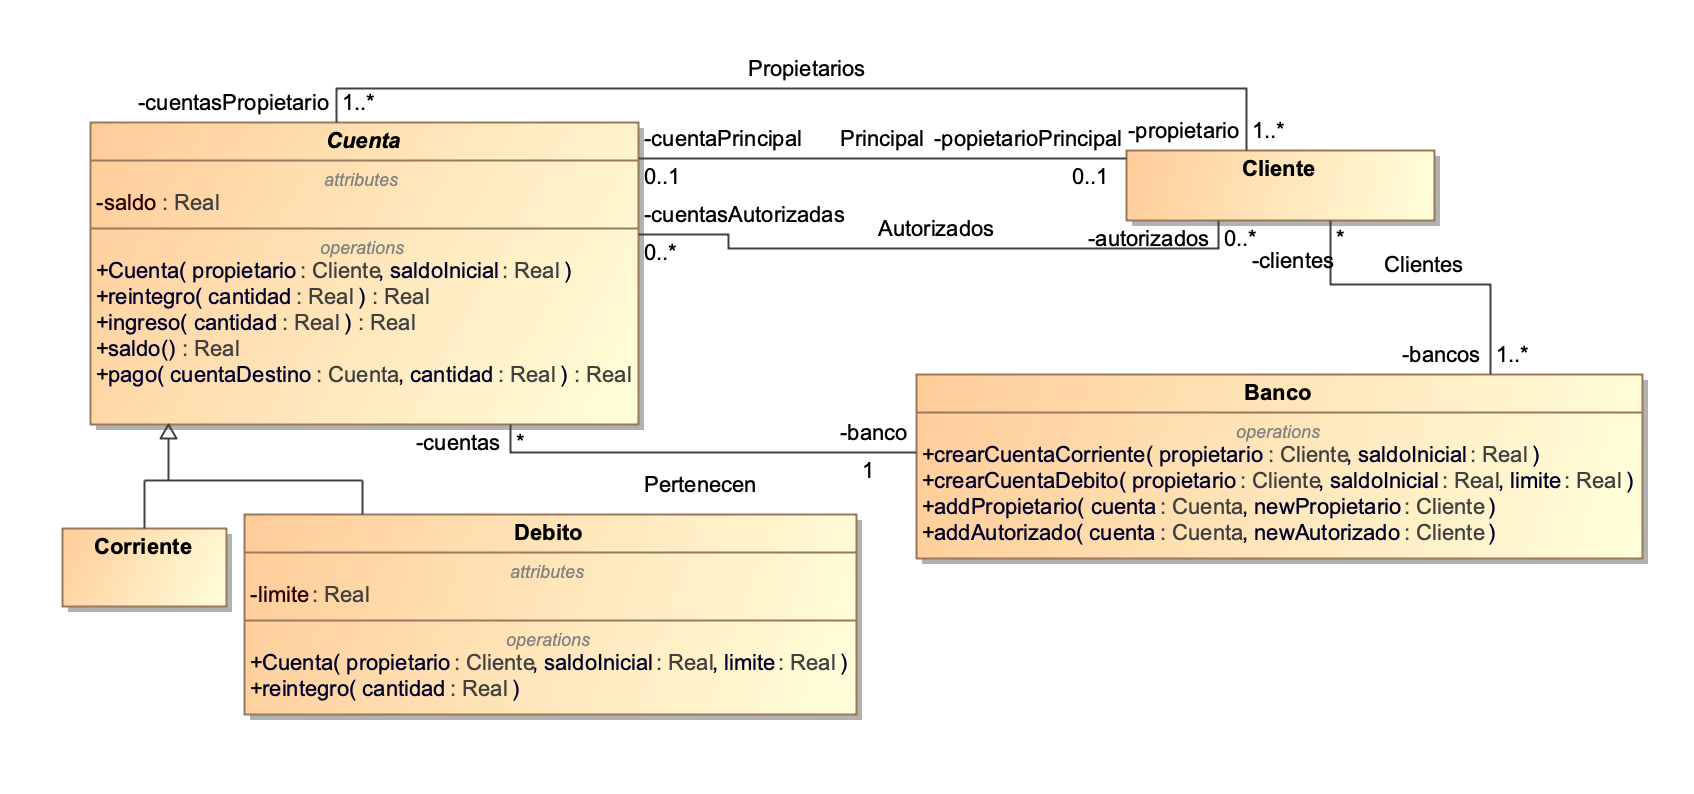 Propietarios
-cuentasPropietario 1..*
-propietario 1..*
Cuenta
attributes
-saldo : Real
operations
+Cuenta( propietario : Cliente, saldoInicial : Real )
+reintegro( cantidad : Real ) : Real
+ingreso( cantidad : Real ) : Real
+saldo() : Real
+pago( cuentaDestino : Cuenta, cantidad : Real ) : Real
-cuentaPrincipal Principal -popietarioPrincipal
0..1 0..1
Cliente
-cuentasAutorizadas
0..*
Autorizados
-autorizados 0..*
*
-clientes
Clientes
-bancos 1..*
Banco
operations
+crearCuentaCorriente( propietario : Cliente, saldoInicial : Real )
+crearCuentaDebito( propietario : Cliente, saldoInicial : Real, limite : Real )
+addPropietario( cuenta : Cuenta, newPropietario : Cliente )
+addAutorizado( cuenta : Cuenta, newAutorizado : Cliente )
-cuentas *
-banco
1
Pertenecen
Corriente
Debito
attributes
-limite : Real
operations
+Cuenta( propietario : Cliente, saldoInicial : Real, limite : Real )
+reintegro( cantidad : Real )